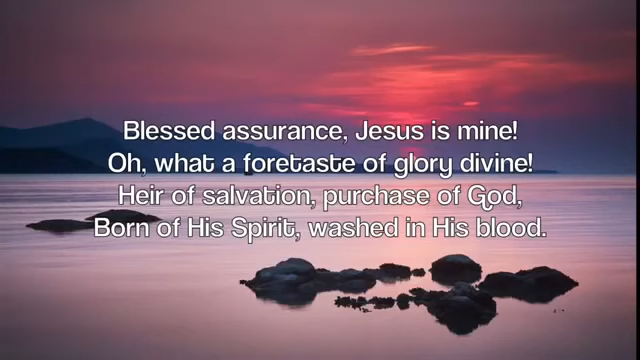 Blessed assurance, Jesus is mine!
Oh, what a foretaste of glory divine!
Heir of salvation, purchase of God,
Born of His Spirit, washed in His blood.